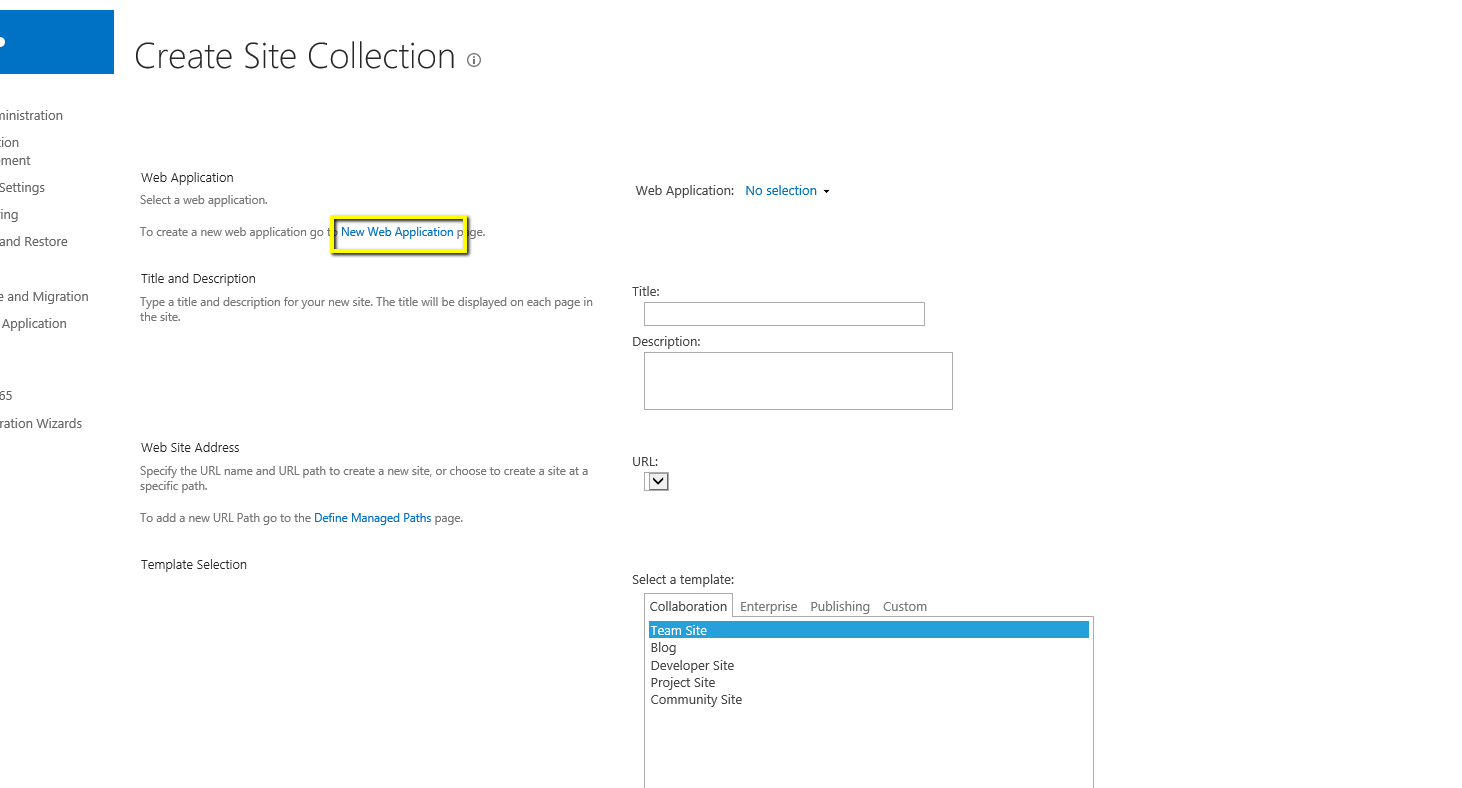 Create Site Collection
ministration
tion
ement
Settings
ing
and Restore
e and Migration
Application
65
ration Wizards
Web Application
Select a web application.
To create a new web application go to New Web Application page.
Web Application: No selection
Title and Description
Type a title and description for your new site. The title will be displayed on each page in
the site.
Title:
Description:
Web Site Address
Specify the URL name and URL path to create a new site, or choose to create a site at a
specific path.
To add a new URL Path go to the Define Managed Paths page.
URL:
Template Selection
Select a template:
Collaboration Enterprise Publishing Custom
Team Site
Blog
Developer Site
Project Site
Community Site